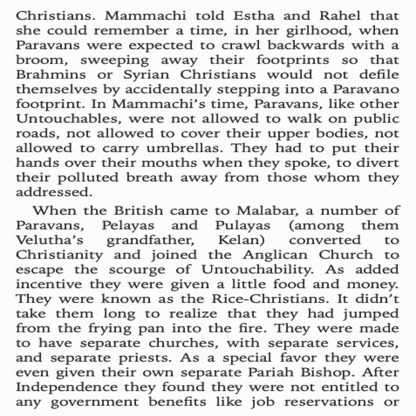 Christians. Mammachi told Estha and Rahel that
she could remember a time, in her girlhood, when
Paravans were expected to crawl backwards with a
broom, sweeping away their footprints so that
Brahmins or Syrian Christians would not defile
themselves by accidentally stepping into a Paravano
footprint. In Mammachi's time, Paravans, like other
Untouchables, were not allowed to walk on public
roads, not allowed to cover their upper bodies, not
allowed to carry umbrellas. They had to put their
hands over their mouths when they spoke, to divert
their polluted breath away from those whom they
addressed.
When the British came to Malabar, a number of
Paravans, Pelayas and Pulayas (among them
Velutha's grandfather, Kelan) converted to
Christianity and joined the Anglican Church to
escape the scourge of Untouchability. As added
incentive they were given a little food and money.
They were known as the Rice-Christians. It didn't
take them long to realize that they had jumped
from the frying pan into the fire. They were made
to have separate churches, with separate services,
and separate priests. As a special favor they were
even given their own separate Pariah Bishop. After
Independence they found they were not entitled to
any government benefits like job reservations or